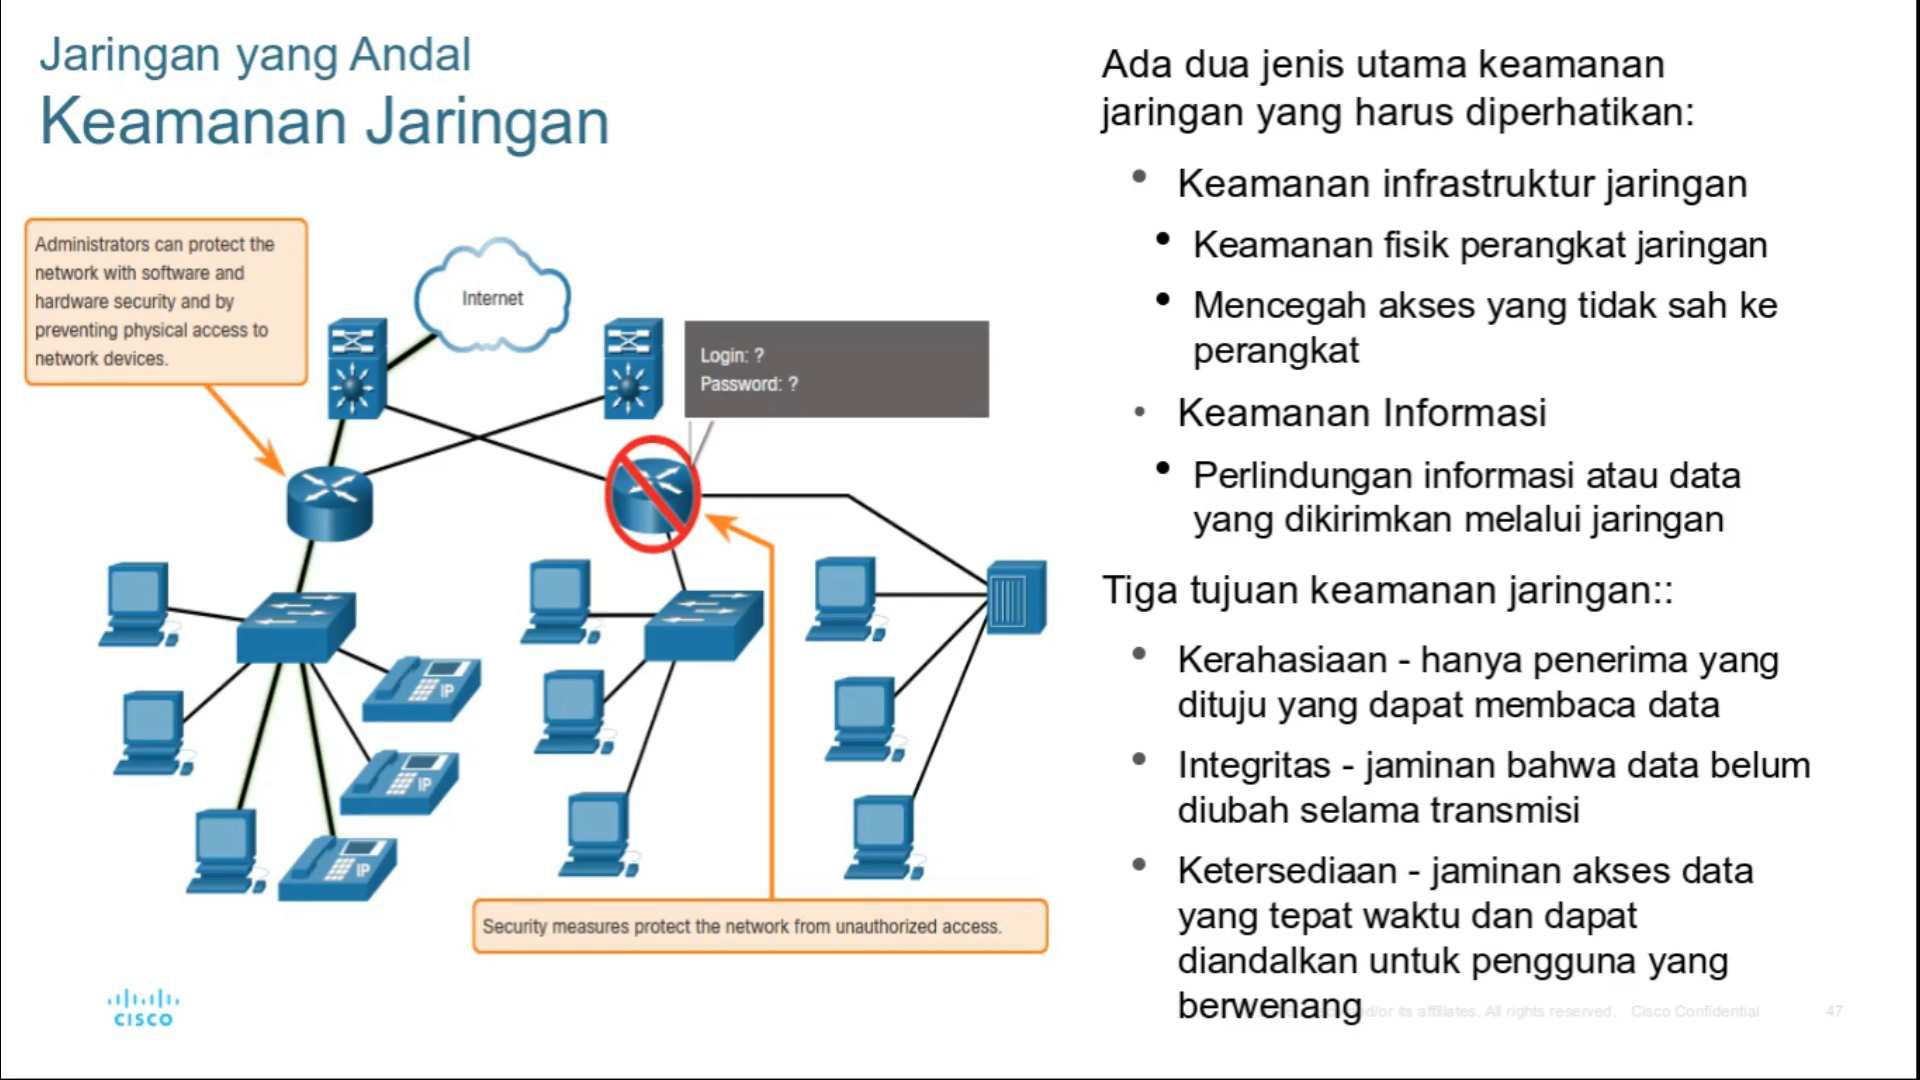 Jaringan yang Andal
Keamanan Jaringan
Administrators can protect the
network with software and
hardware security and by
preventing physical access to
network devices.
Internet
Login: ?
Password: ?
IP
IP
IP
Security measures protect the network from unauthorized access.
CISCO
Ada dua jenis utama keamanan
jaringan yang harus diperhatikan:
• Keamanan infrastruktur jaringan
• Keamanan fisik perangkat jaringan
• Mencegah akses yang tidak sah ke
perangkat
• Keamanan Informasi
• Perlindungan informasi atau data
yang dikirimkan melalui jaringan
Tiga tujuan keamanan jaringan::
• Kerahasiaan - hanya penerima yang
dituju yang dapat membaca data
• Integritas - jaminan bahwa data belum
diubah selama transmisi
• Ketersediaan - jaminan akses data
yang tepat waktu dan dapat
diandalkan untuk pengguna yang
berwenang
and/or its affiliates. All rights reserved. Cisco Confidential
47